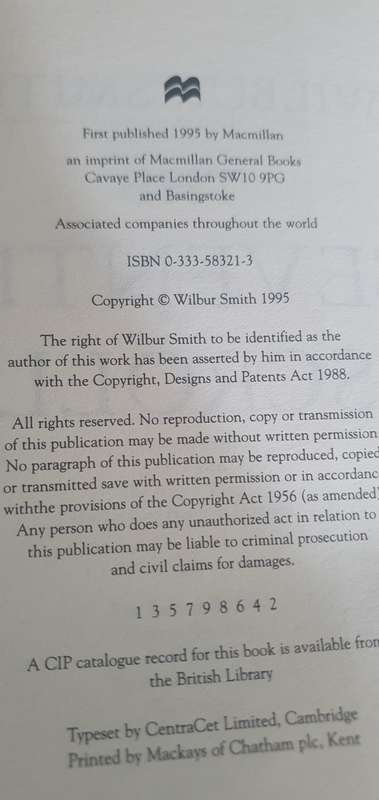 First published 1995 by Macmillan
an imprint of Macmillan General Books
Cavaye Place London SW10 9PG
and Basingstoke
Associated companies throughout the world
ISBN 0-333-58321-3
Copyright © Wilbur Smith 1995
The right of Wilbur Smith to be identified as the
author of this work has been asserted by him in accordance
with the Copyright, Designs and Patents Act 1988.
All rights reserved. No reproduction, copy or transmission
of this publication may be made without written permission
No paragraph of this publication may be reproduced, copied
or transmitted save with written permission or in accordanc
withthe provisions of the Copyright Act 1956 (as amended)
Any person who does any unauthorized act in relation to
this publication may be liable to criminal prosecution
and civil claims for damages.
1 3 5 7 9 8 6 4 2
A CIP catalogue record for this book is available from
the British Library
Typeset by CentraCet Limited, Cambridge
Printed by Mackays of Chatham plc, Kent